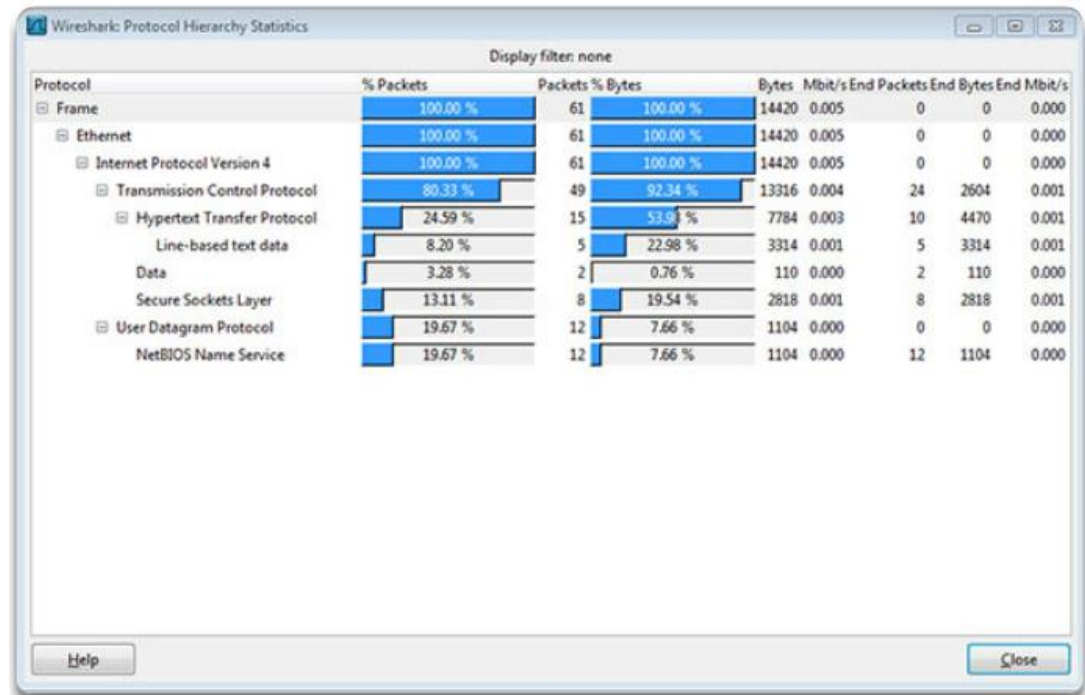 Wireshark: Protocol Hierarchy Statistics
Display filter: none
Protocol % Packets Packets % Bytes Bytes Mbit/s End Packets End Bytes End Mbit/s
Frame 100.00 % 61 100.00 % 14420 0.005 0 0 0.000
Ethernet 100.00 % 61 100.00 % 14420 0.005 0 0 0.000
Internet Protocol Version 4 100.00 % 61 100.00 % 14420 0.005 0 0 0.000
Transmission Control Protocol 80.33 % 49 92.34 % 13316 0.004 24 2604 0.001
Hypertext Transfer Protocol 24.59 % 15 53.98 % 7784 0.003 10 4470 0.001
Line-based text data 8.20 % 5 22.98 % 3314 0.001 5 3314 0.001
Data 3.28 % 2 0.76 % 110 0.000 2 110 0.000
Secure Sockets Layer 13.11 % 8 19.54 % 2818 0.001 8 2818 0.001
User Datagram Protocol 19.67 % 12 7.66 % 1104 0.000 0 0 0.000
NetBIOS Name Service 19.67 % 12 7.66 % 1104 0.000 12 1104 0.000
Help Close